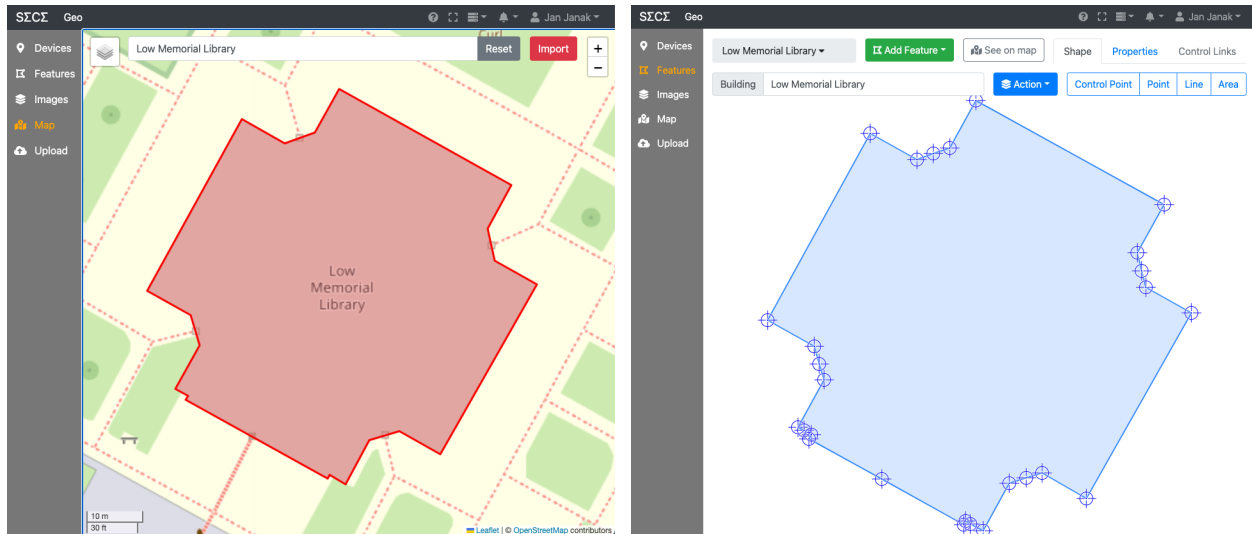 SΣCΣ Geo
Jan Janak
Devices
Features
Images
Map
Upload
Low Memorial Library
Reset
Import
+
−
Low
Memorial
Library
10 m
30 ft
Leaflet | © OpenStreetMap contributors
SΣCΣ Geo
Jan Janak
Devices
Features
Images
Map
Upload
Low Memorial Library
Add Feature
See on map
Shape
Properties
Control Links
Building
Low Memorial Library
Action
Control Point
Point
Line
Area